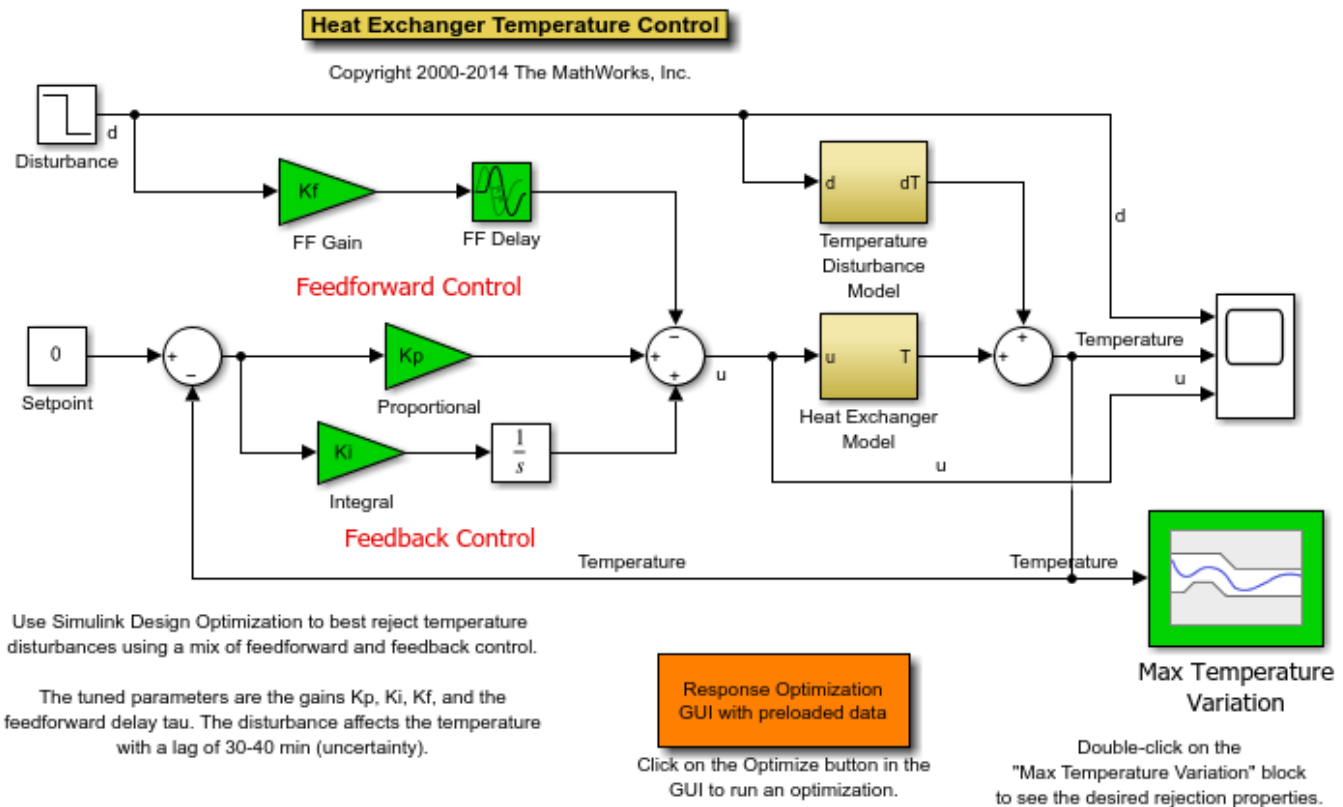 Heat Exchanger Temperature Control
Copyright 2000-2014 The MathWorks, Inc.
d
Disturbance
Kf
FF Gain
FF Delay
d
dT
Temperature
Disturbance
Model
d
Feedforward Control
0
Setpoint
+
−
Kp
Proportional
−
+
+
u
u
T
Heat Exchanger
Model
+
+
Temperature
u
Ki
Integral
1
s
u
Feedback Control
Temperature
Temperature
Max Temperature
Variation
Use Simulink Design Optimization to best reject temperature
disturbances using a mix of feedforward and feedback control.
The tuned parameters are the gains Kp, Ki, Kf, and the
feedforward delay tau. The disturbance affects the temperature
with a lag of 30-40 min (uncertainty).
Response Optimization
GUI with preloaded data
Click on the Optimize button in the
GUI to run an optimization.
Double-click on the
"Max Temperature Variation" block
to see the desired rejection properties.